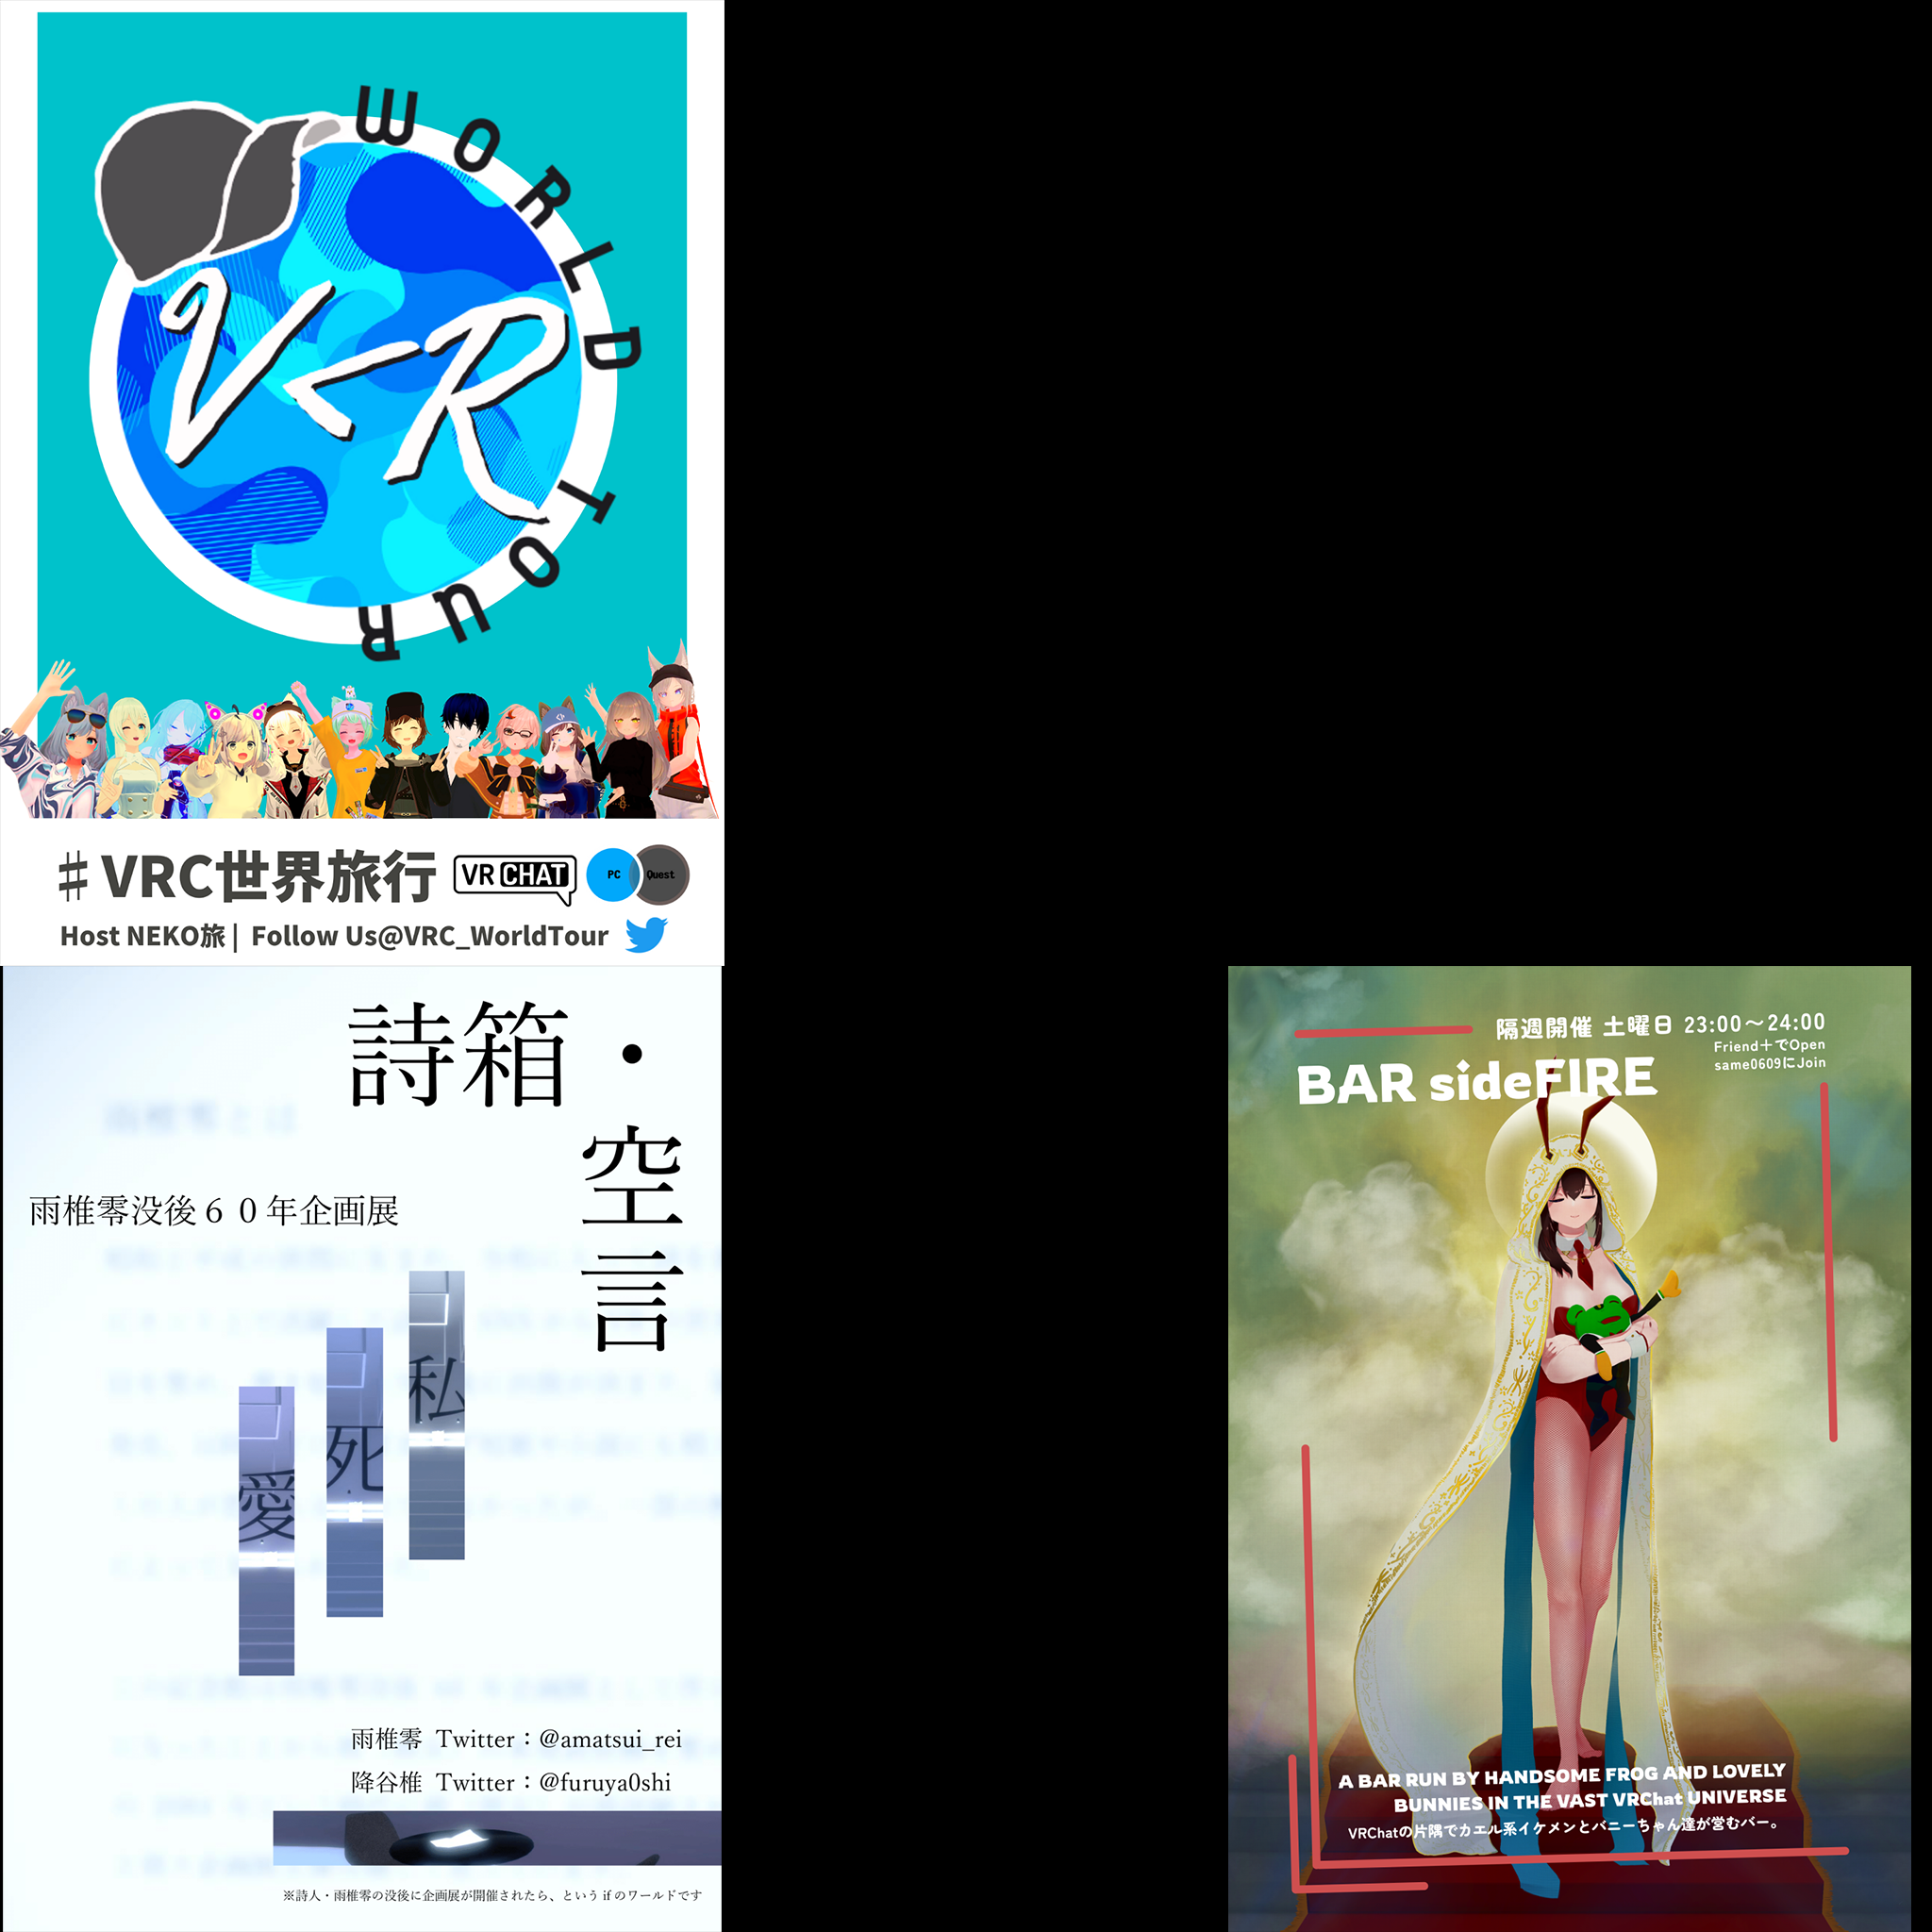 WORLD TOUR
V<R
#VRC世界旅行 VRCHAT PC Quest
Host NEKO旅| Follow Us@VRC_WorldTour
詩箱・
空言
雨椎零没後60年企画展
私
死
愛
雨椎零 Twitter：@amatsui_rei
降谷椎 Twitter：@furuya0shi
※詩人・雨椎零の没後に企画展が開催されたら、というifのワールドです
隔週開催 土曜日 23:00～24:00
Friend＋でOpen
same0609にJoin
BAR sideFIRE
A BAR RUN BY HANDSOME FROG AND LOVELY
BUNNIES IN THE VAST VRChat UNIVERSE
VRChatの片隅でカエル系イケメンとバニーちゃん達が営むバー。